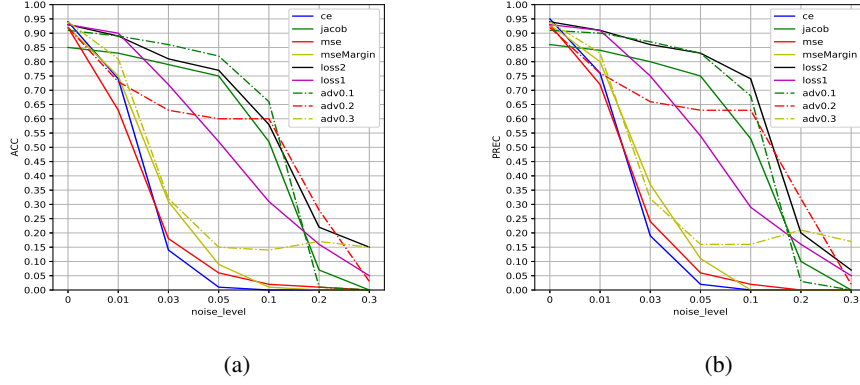 1.00
0.95
0.90
0.85
0.80
0.75
0.70
0.65
0.60
0.55
0.50
0.45
0.40
0.35
0.30
0.25
0.20
0.15
0.10
0.05
0.00
ACC
0 0.01 0.03 0.05 0.1 0.2 0.3
noise_level
ce
jacob
mse
mseMargin
loss2
loss1
adv0.1
adv0.2
adv0.3
(a)
1.00
0.95
0.90
0.85
0.80
0.75
0.70
0.65
0.60
0.55
0.50
0.45
0.40
0.35
0.30
0.25
0.20
0.15
0.10
0.05
0.00
PREC
0 0.01 0.03 0.05 0.1 0.2 0.3
noise_level
ce
jacob
mse
mseMargin
loss2
loss1
adv0.1
adv0.2
adv0.3
(b)